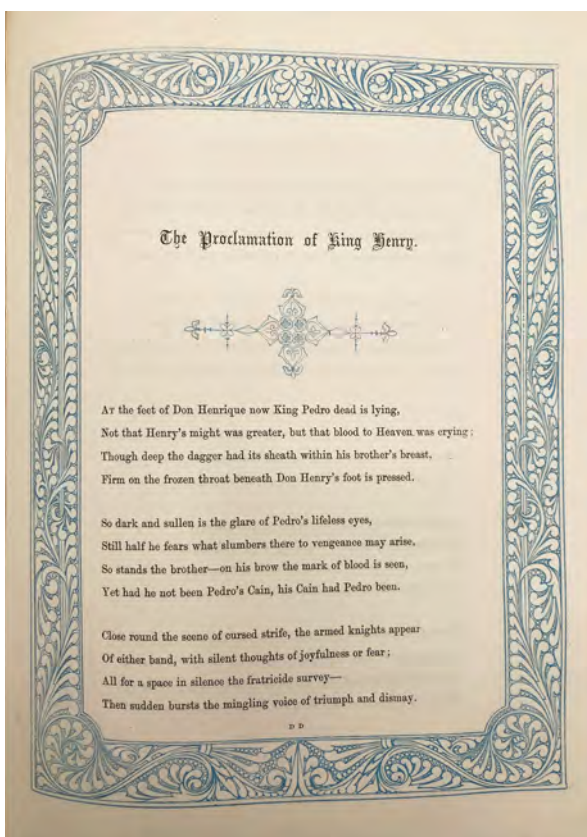 The Proclamation of King Henry.
AT the feet of Don Henrique now King Pedro dead is lying,
Not that Henry's might was greater, but that blood to Heaven was crying;
Though deep the dagger had its sheath within his brother's breast,
Firm on the frozen throat beneath Don Henry's foot is pressed.
So dark and sullen is the glare of Pedro's lifeless eyes,
Still half he fears what slumbers there to vengeance may arise.
So stands the brother—on his brow the mark of blood is seen,
Yet had he not been Pedro's Cain, his Cain had Pedro been.
Close round the scene of cursed strife, the armed knights appear
Of either band, with silent thoughts of joyfulness or fear;
All for a space in silence the fratricide survey—
Then sudden bursts the mingling voice of triumph and dismay.
D D